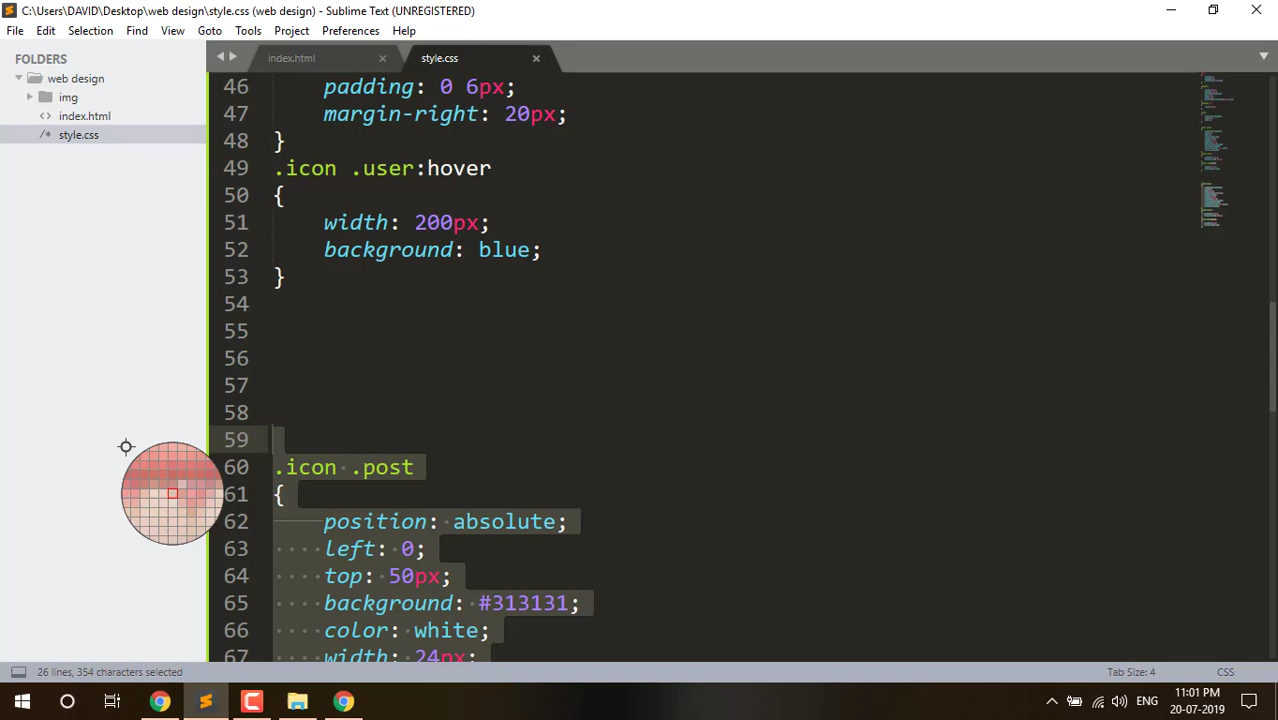 C:\Users\DAVID\Desktop\web design\style.css (web design) - Sublime Text (UNREGISTERED)
File Edit Selection Find View Goto Tools Project Preferences Help
FOLDERS
web design
img
index.html
style.css
index.html style.css
46 padding: 0 6px;
47 margin-right: 20px;
48 }
49 .icon .user:hover
50 {
51 width: 200px;
52 background: blue;
53 }
54
55
56
57
58
59
60 .icon .post
61 {
62 position: absolute;
63 left: 0;
64 top: 50px;
65 background: #313131;
66 color: white;
67 width: 24px;
26 lines, 354 characters selected
Tab Size: 4 CSS
ENG
11:01 PM
20-07-2019